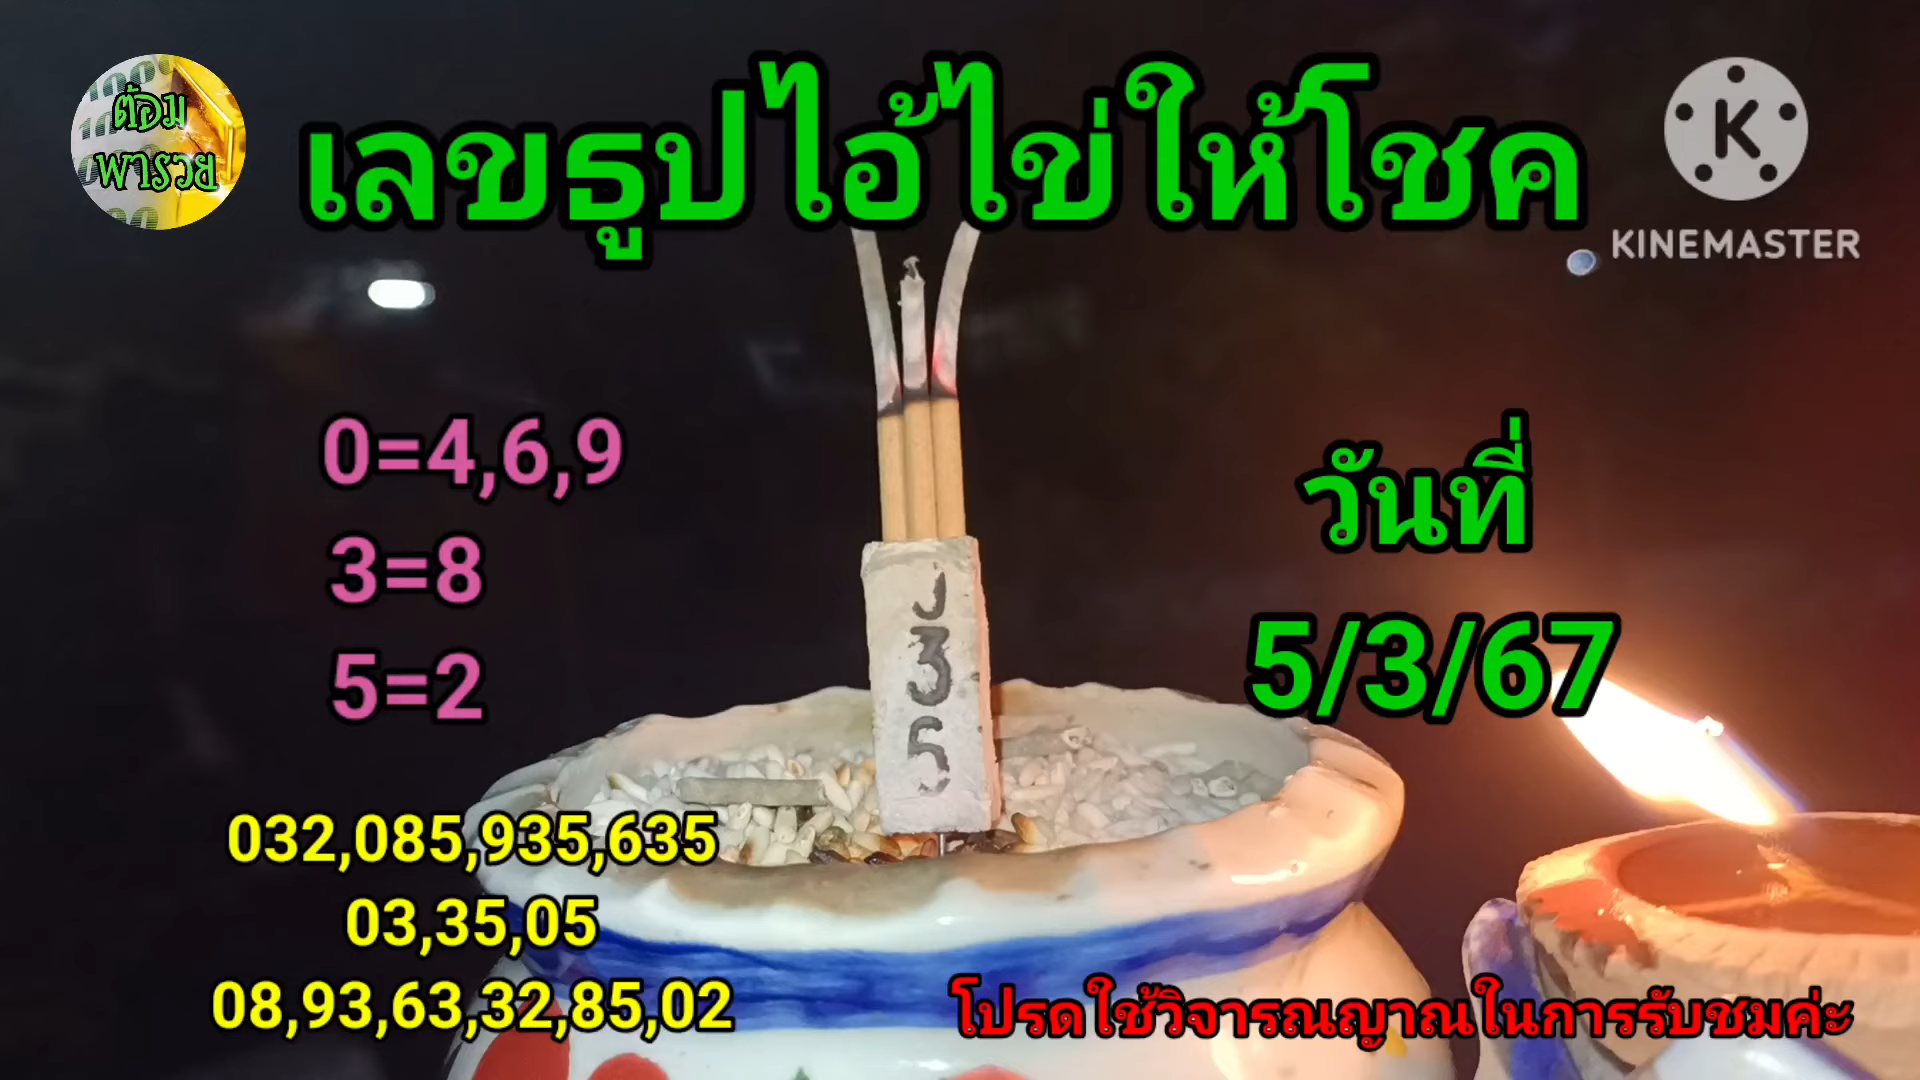 ต้อม
พารวย
เลขธูปไอ้ไข่ให้โชค
K
KINEMASTER
0=4,6,9
3=8
5=2
วันที่
5/3/67
3
5
032,085,935,635
03,35,05
08,93,63,32,85,02
โปรดใช้วิจารณญาณในการรับชมค่ะ